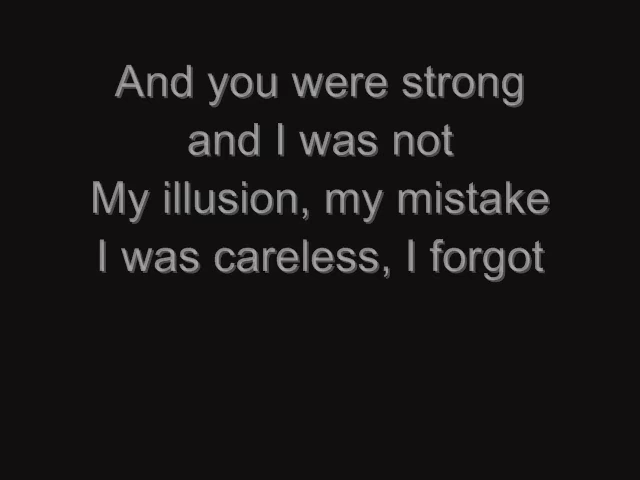 And you were strong
and I was not
My illusion, my mistake
I was careless, I forgot